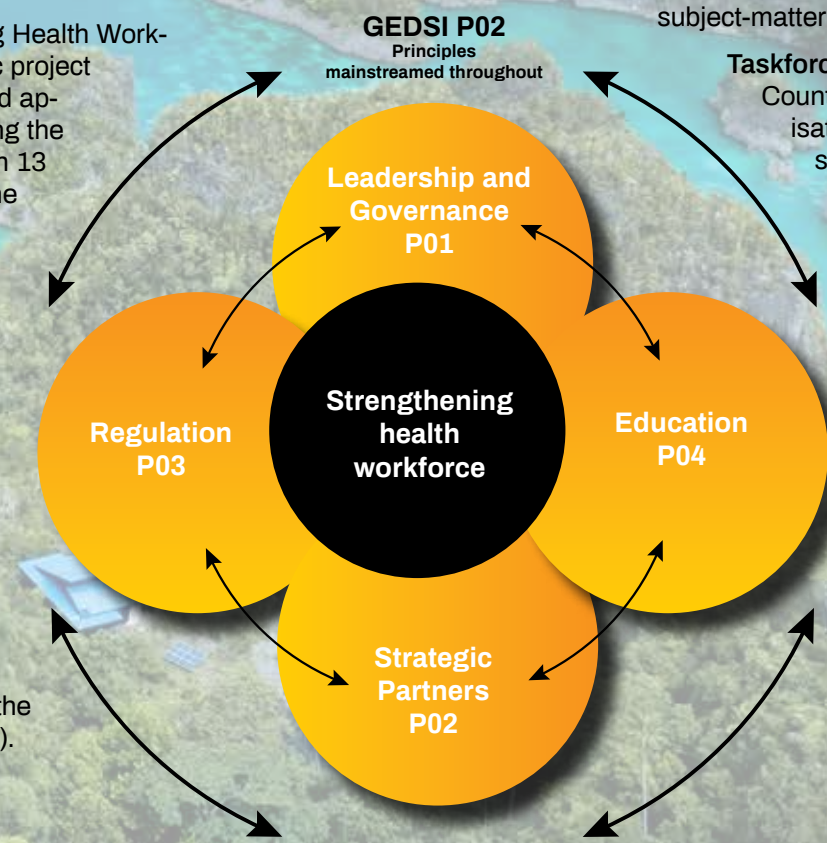 g Health Work-
c project
d ap-
ng the
n 13
ne
GEDSI P02
Principles
mainstreamed throughout
subject-matter
Taskforc
Count
isat
s
Leadership and
Governance
P01
Regulation
P03
Strengthening
health
workforce
Education
P04
Strategic
Partners
P02
the
).